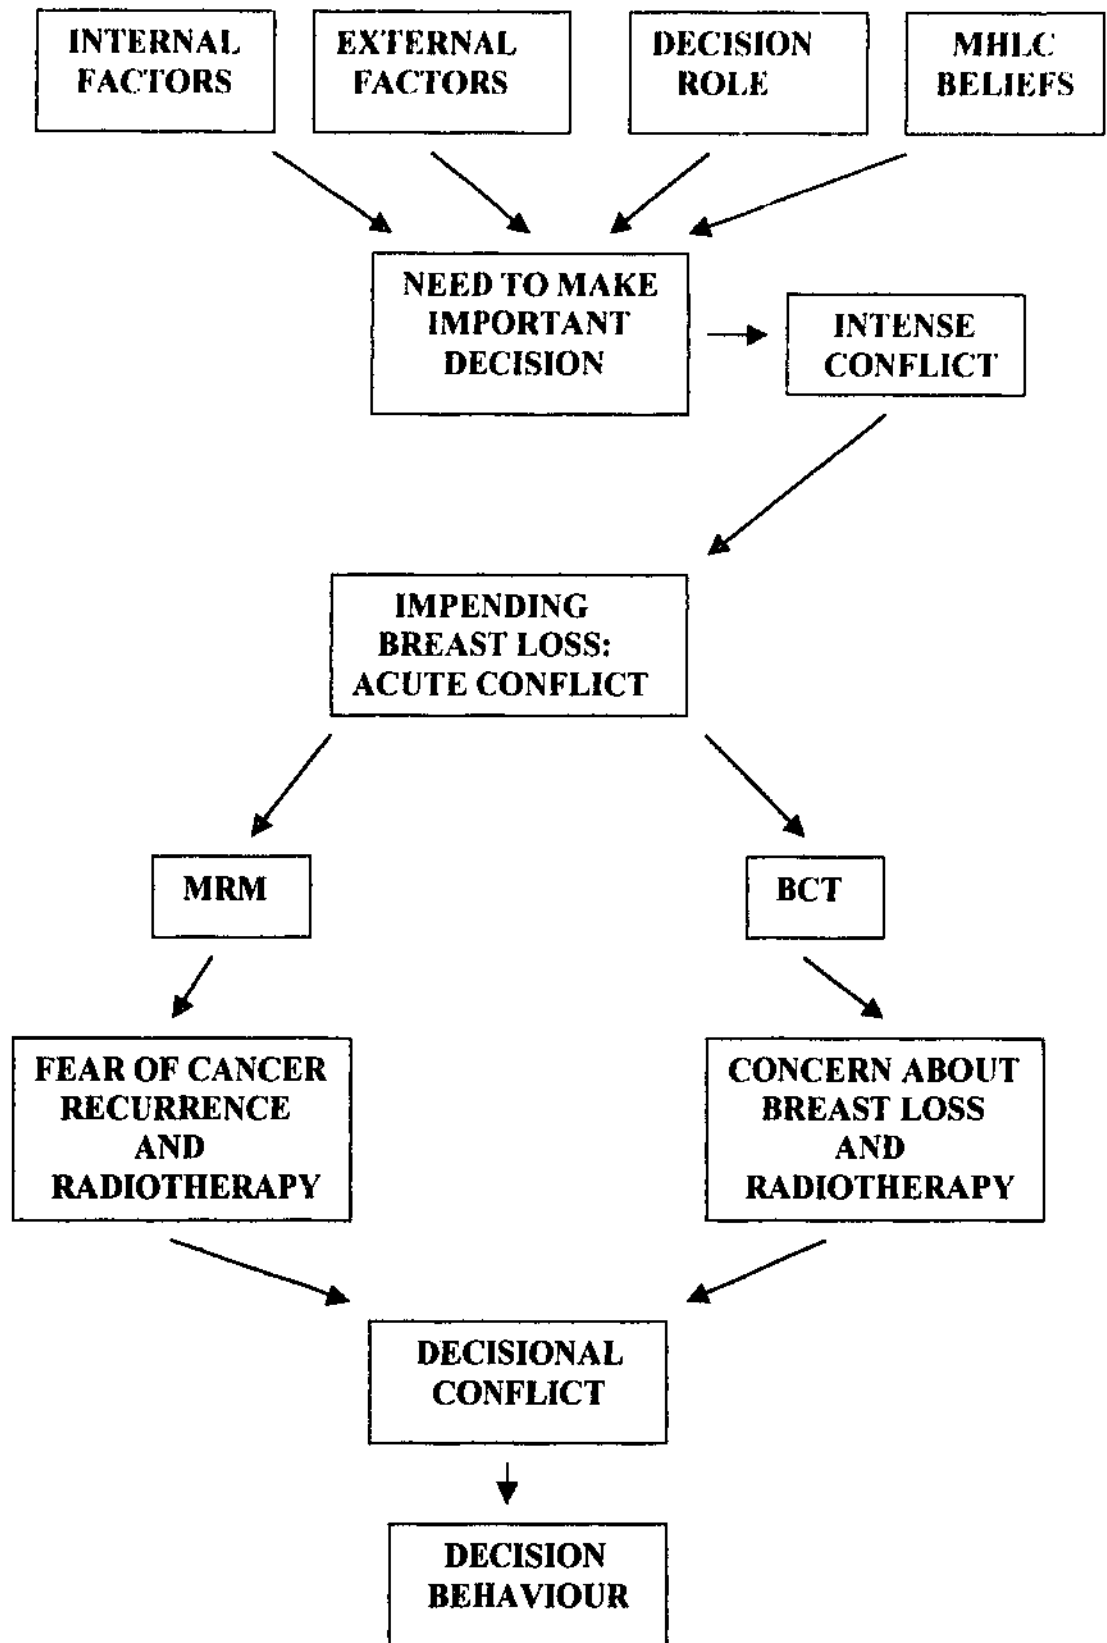 INTERNAL
FACTORS
EXTERNAL
FACTORS
DECISION
ROLE
MHLC
BELIEFS
NEED TO MAKE
IMPORTANT
DECISION
INTENSE
CONFLICT
IMPENDING
BREAST LOSS:
ACUTE CONFLICT
MRM
BCT
FEAR OF CANCER
RECURRENCE
AND
RADIOTHERAPY
CONCERN ABOUT
BREAST LOSS
AND
RADIOTHERAPY
DECISIONAL
CONFLICT
DECISION
BEHAVIOUR